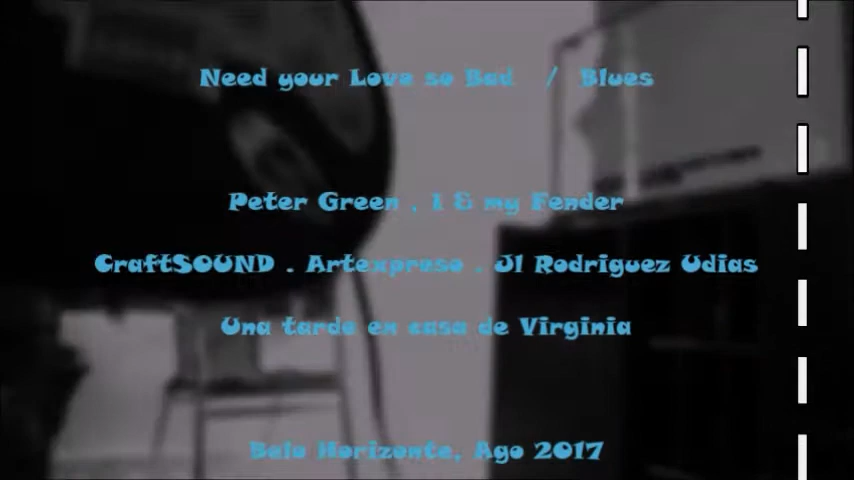 Need your Love so Bad / Blues
Peter Green . I & my Fender
CraftSOUND . Artexpreso . Jl Rodriguez Udias
Una tarde en casa de Virginia
Belo Horizonte, Ago 2017